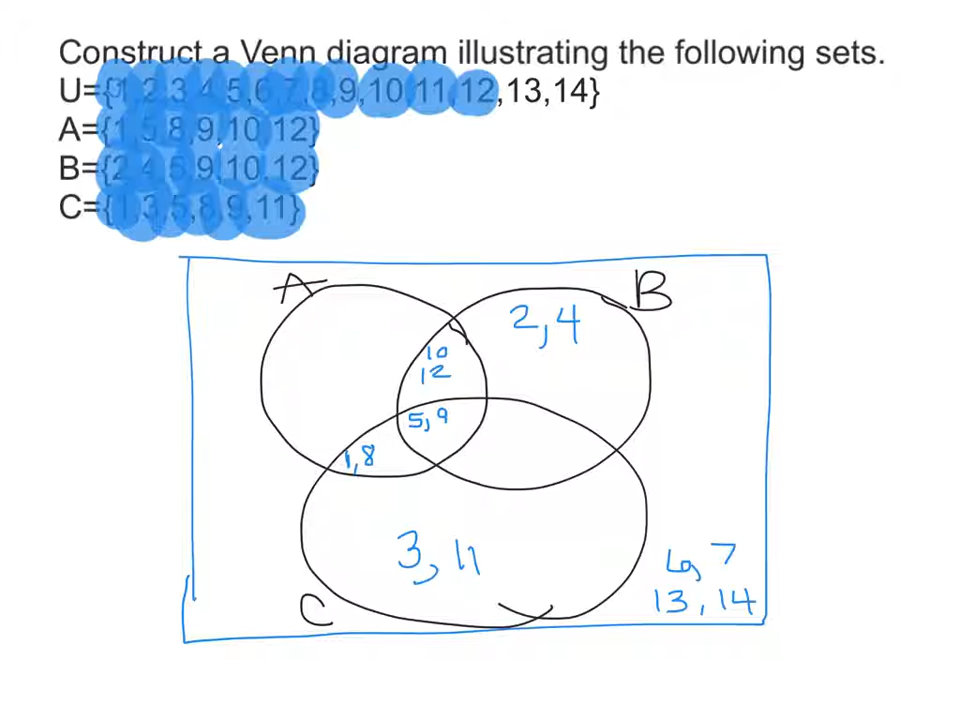 Construct a Venn diagram illustrating the following sets.
U={1,2,3,4,5,6,7,8,9,10,11,12,13,14}
A={1,5,8,9,10,12}
B={2,4,5,9,10,12}
C={1,3,5,8,9,11}
A
B
2,4
10
12
5,9
1,8
3,11
6,7
13,14
C